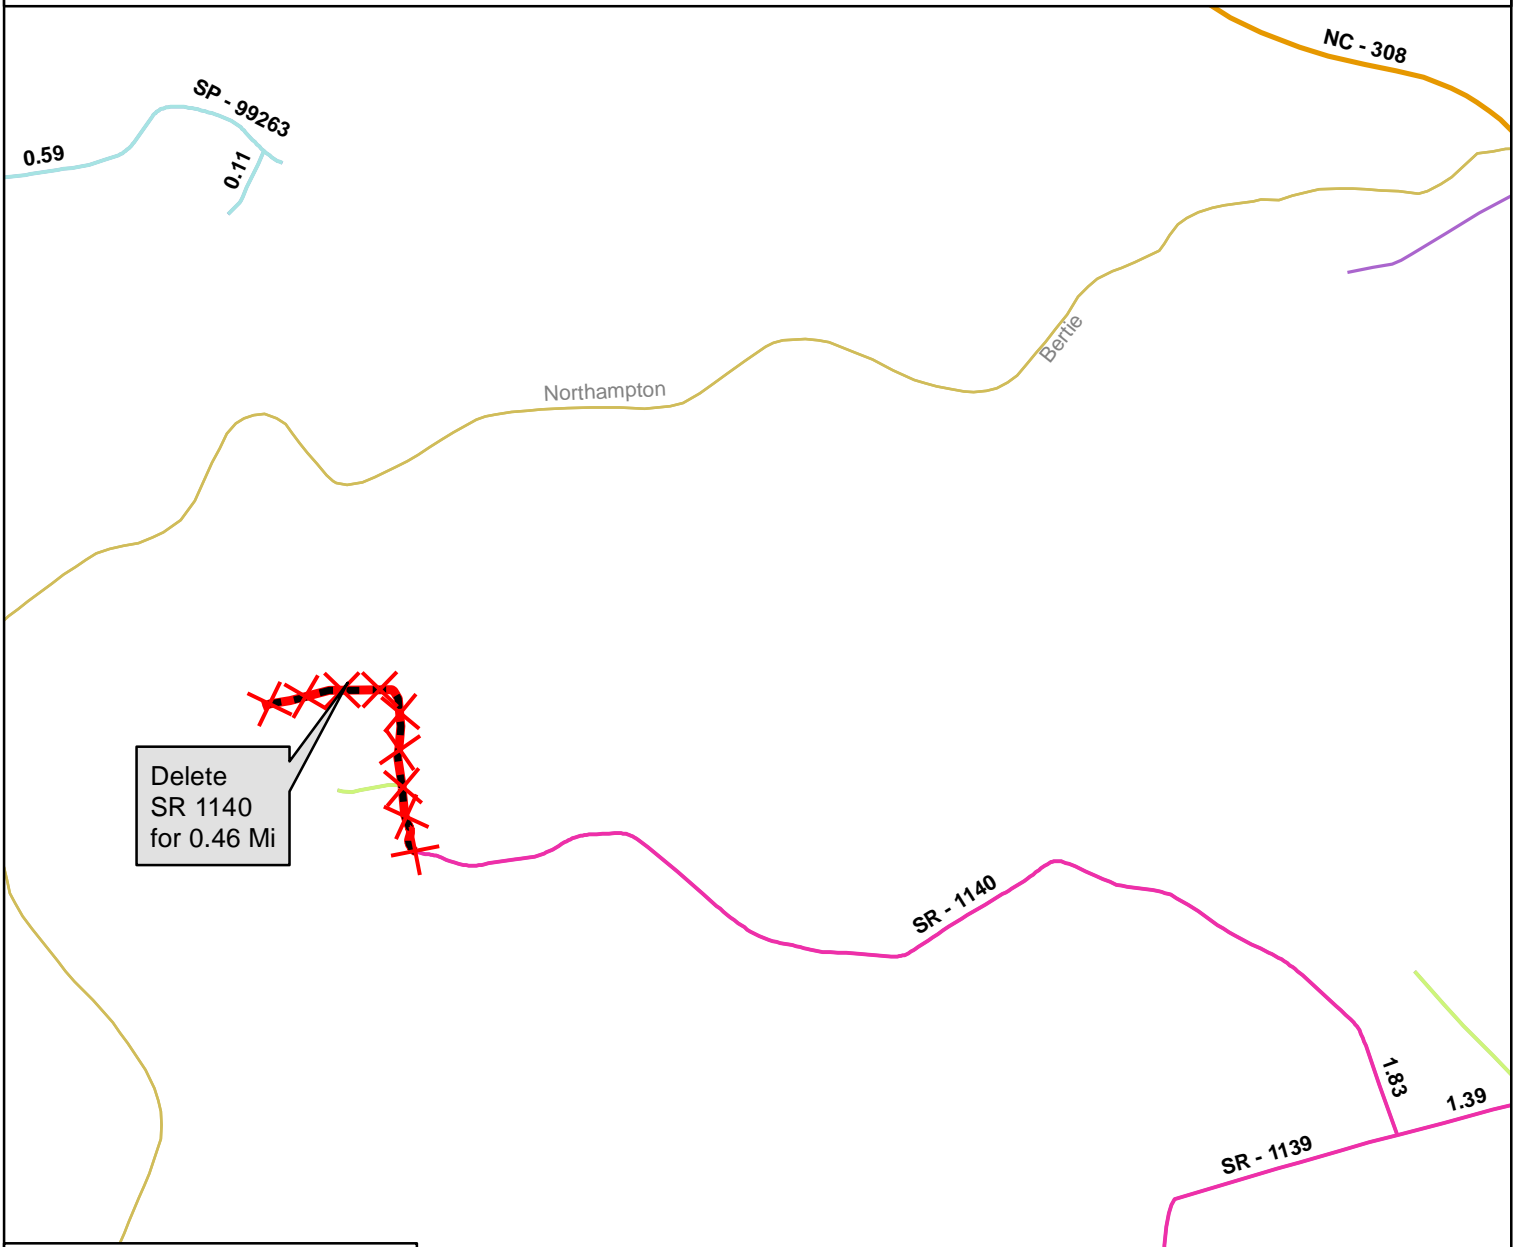 NC - 308
SP - 99263
0.59
0.11
Bertie
Northampton
Delete
SR 1140
for 0.46 Mi
SR - 1140
1.83
1.39
SR - 1139